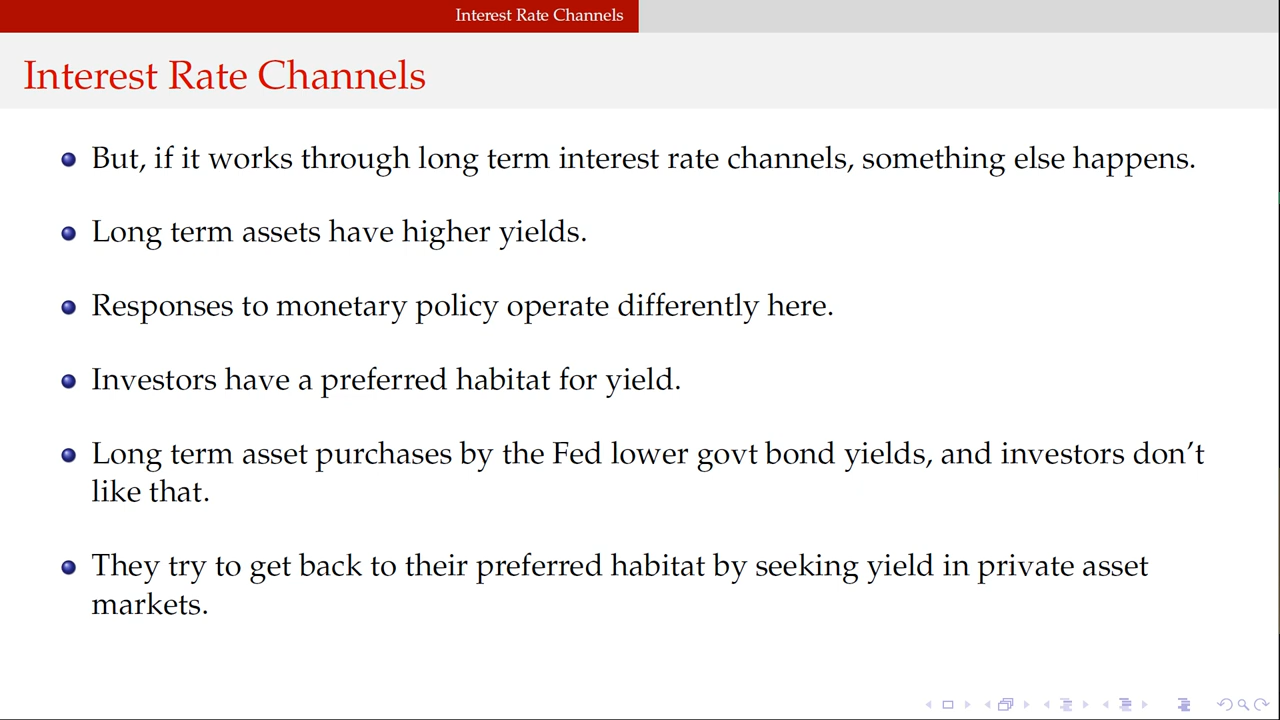 Interest Rate Channels
Interest Rate Channels
But, if it works through long term interest rate channels, something else happens.
Long term assets have higher yields.
Responses to monetary policy operate differently here.
Investors have a preferred habitat for yield.
Long term asset purchases by the Fed lower govt bond yields, and investors don't
like that.
They try to get back to their preferred habitat by seeking yield in private asset
markets.